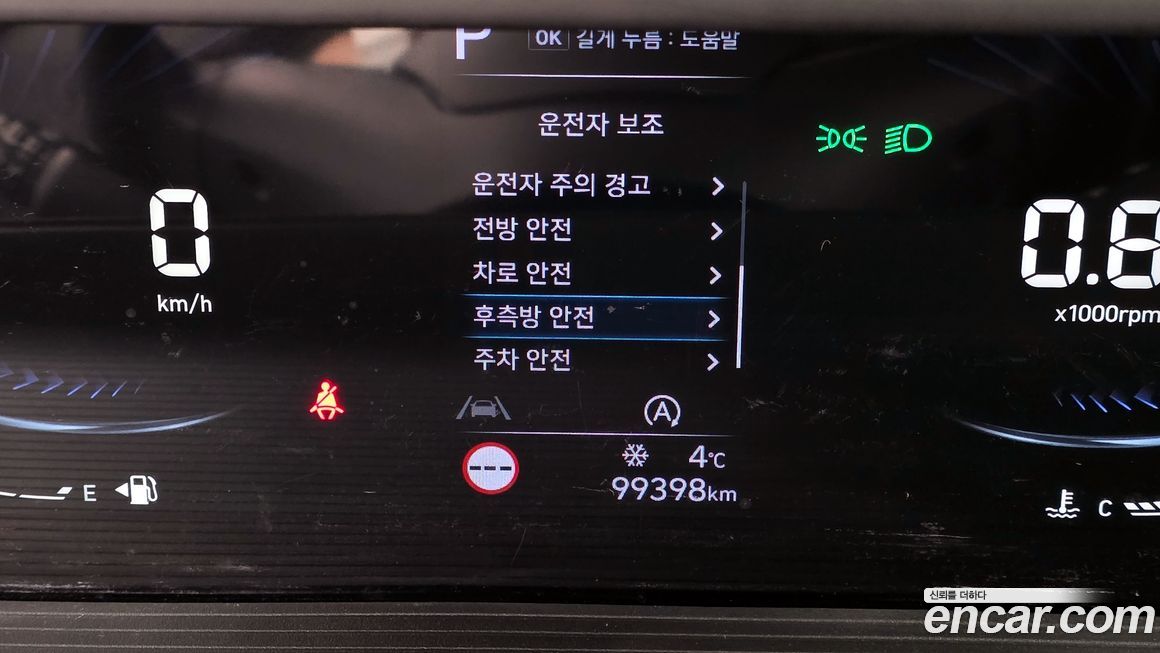 P
OK 길게 누름 : 도움말
운전자 보조
운전자 주의 경고
전방 안전
차로 안전
후측방 안전
주차 안전
0
km/h
0.8
x1000rpm
A
---
4℃
99398km
E
C
신뢰를 더하다
encar.com